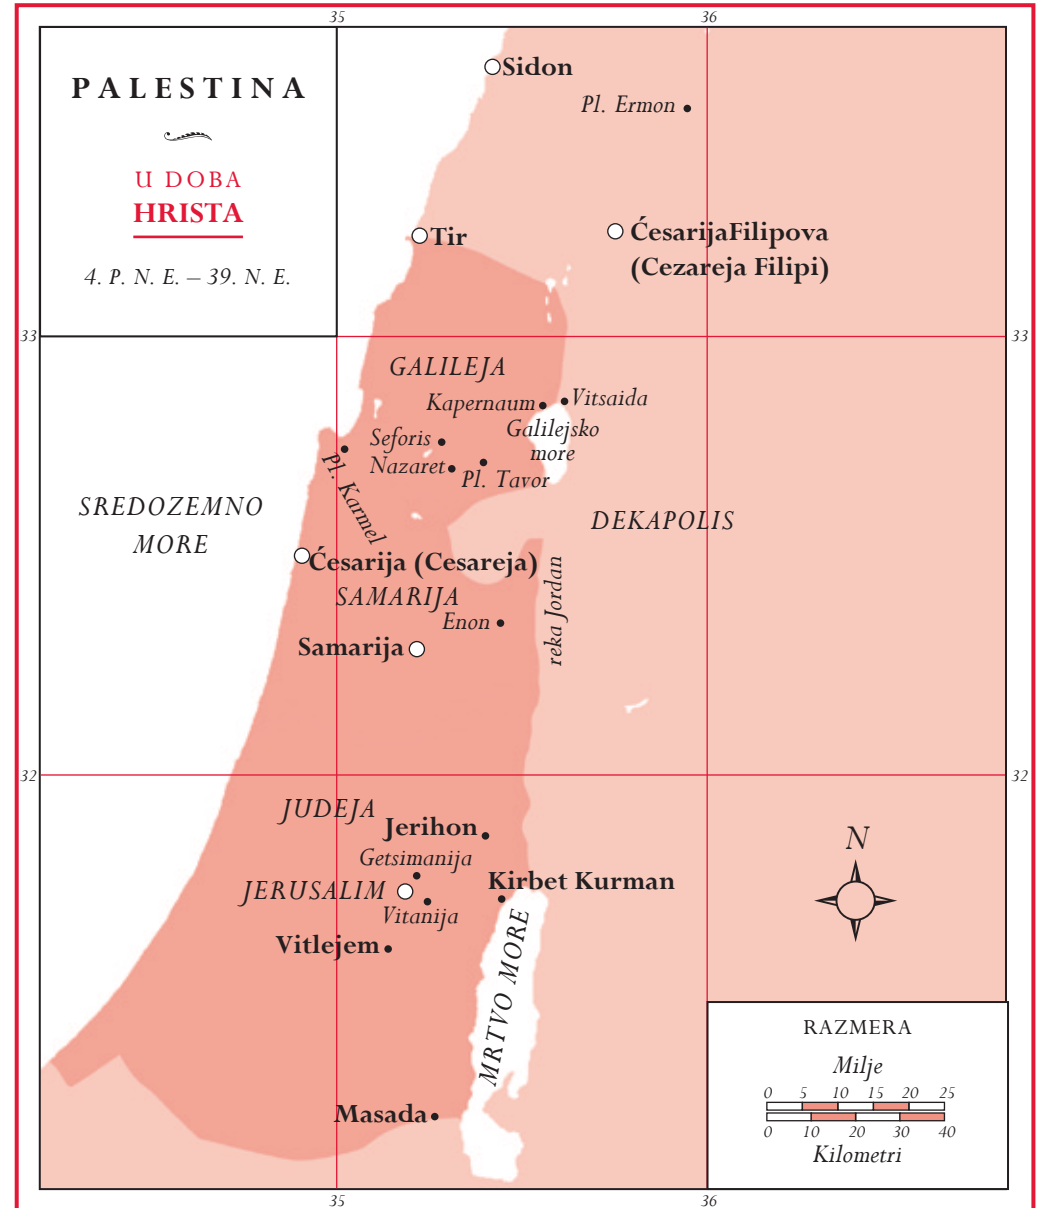 35
36
PALESTINA
U DOBA
HRISTA
4. P. N. E. – 39. N. E.
Sidon
Pl. Ermon
Tir
ĆesarijaFilipova
(Cezareja Filipi)
33
33
GALILEJA
Kapernaum
Vitsaida
Galilejsko
more
Seforis
Nazaret
Pl. Tavor
Pl. Karmel
SREDOZEMNO
MORE
DEKAPOLIS
Ćesarija (Cesareja)
SAMARIJA
Enon
reka Jordan
Samarija
32
32
JUDEJA
Jerihon
Getsimanija
JERUSALIM
Kirbet Kurman
Vitanija
Vitlejem
MRTVO MORE
N
Masada
RAZMERA
Milje
0 5 10 15 20 25
0 10 20 30 40
Kilometri
35
36